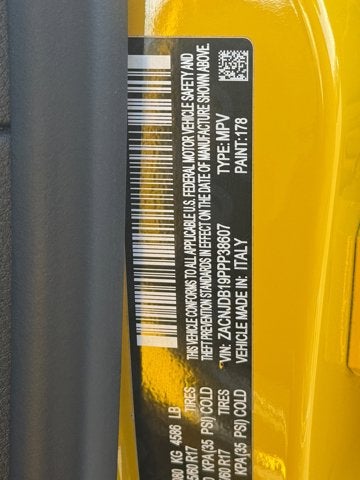 THIS VEHICLE CONFORMS TO ALL APPLICABLE U.S. FEDERAL MOTOR VEHICLE SAFETY AND
THEFT PREVENTION STANDARDS IN EFFECT ON THE DATE OF MANUFACTURE SHOWN ABOVE.
VIN: ZACNJDB19PPP38607 TYPE: MPV
VEHICLE MADE IN: ITALY PAINT: 178
KG 4586 LB
R17 TIRES
KPA(35 PSI) COLD
R17 TIRES
KPA(35 PSI) COLD